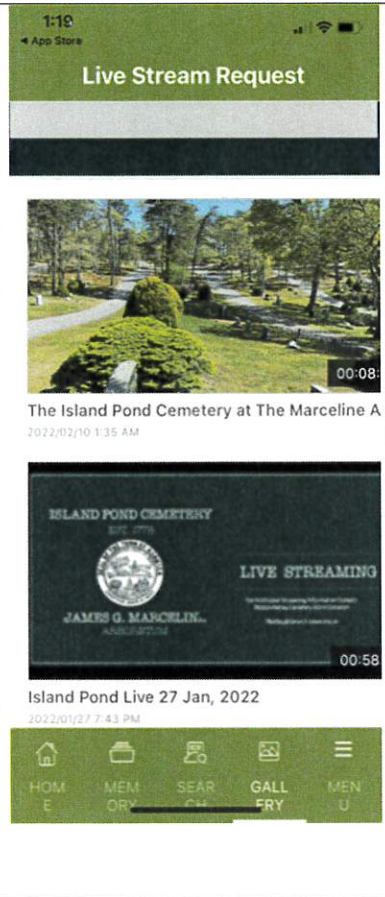 1:19
◄ App Store
Live Stream Request
00:08:
The Island Pond Cemetery at The Marceline A
2022/02/10 1:35 AM
ISLAND POND CEMETERY
LIVE STREAMING
JAMES G. MARCELIN..
ARBORETUM
00:58
Island Pond Live 27 Jan, 2022
2022/01/27 7:43 PM
HOM
E
MEM
ORY
SEAR
CH
GALL
ERY
MEN
U